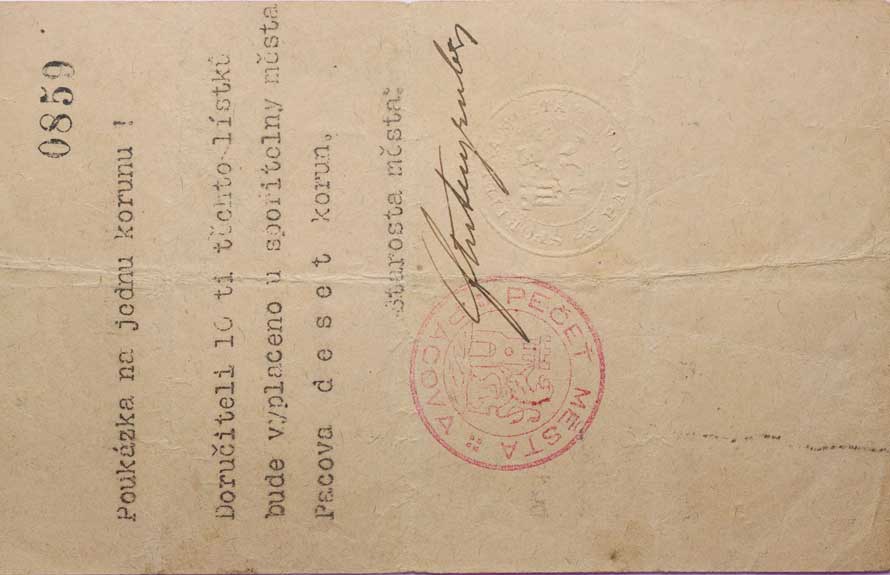 0859
Poukázka na jednu korunu !
Doručiteli 10 ti těchto lístků
bude vyplaceno u spořitelny města
Pacova d e s e t korun.
Starosta města:
PEČEŤ MĚSTA PACOVA